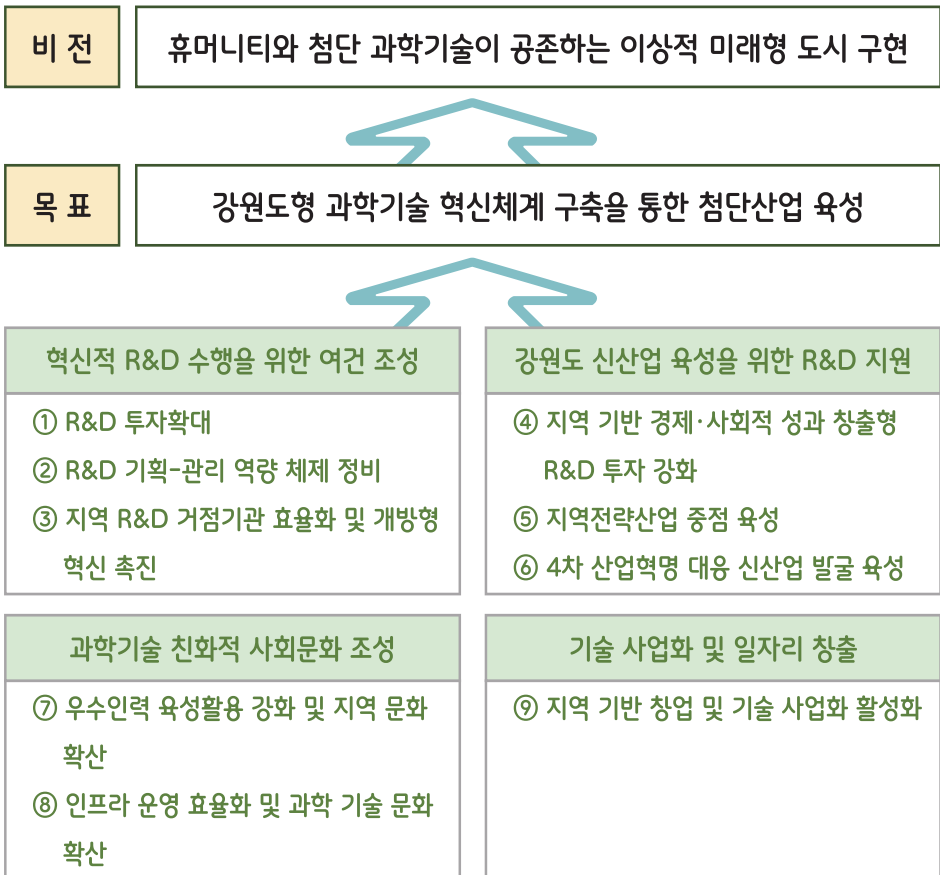 비 전
휴머니티와 첨단 과학기술이 공존하는 이상적 미래형 도시 구현
목 표
강원도형 과학기술 혁신체계 구축을 통한 첨단산업 육성
혁신적 R&D 수행을 위한 여건 조성
① R&D 투자확대
② R&D 기획-관리 역량 체제 정비
③ 지역 R&D 거점기관 효율화 및 개방형
혁신 촉진
강원도 신산업 육성을 위한 R&D 지원
④ 지역 기반 경제·사회적 성과 창출형
R&D 투자 강화
⑤ 지역전략산업 중점 육성
⑥ 4차 산업혁명 대응 신산업 발굴 육성
과학기술 친화적 사회문화 조성
⑦ 우수인력 육성활용 강화 및 지역 문화
확산
⑧ 인프라 운영 효율화 및 과학 기술 문화
확산
기술 사업화 및 일자리 창출
⑨ 지역 기반 창업 및 기술 사업화 활성화